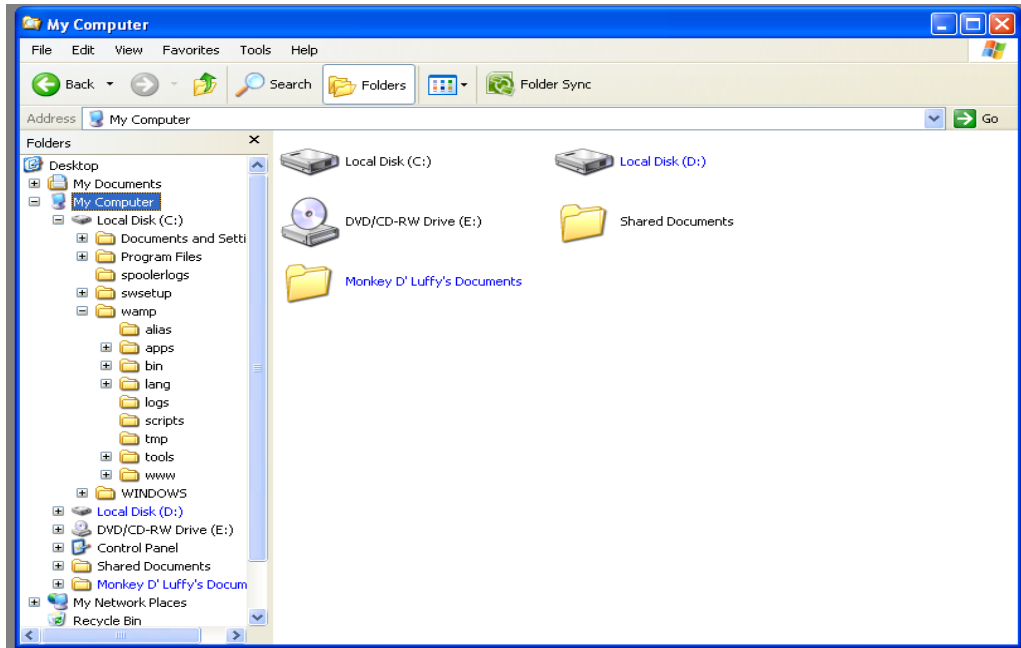 My Computer
File Edit View Favorites Tools Help
Back Search Folders Folder Sync
Address My Computer Go
Folders
Desktop
My Documents
My Computer
Local Disk (C:)
Documents and Setti
Program Files
spoolerlogs
swsetup
wamp
alias
apps
bin
lang
logs
scripts
tmp
tools
www
WINDOWS
Local Disk (D:)
DVD/CD-RW Drive (E:)
Control Panel
Shared Documents
Monkey D' Luffy's Docum
My Network Places
Recycle Bin
Local Disk (C:) Local Disk (D:)
DVD/CD-RW Drive (E:) Shared Documents
Monkey D' Luffy's Documents